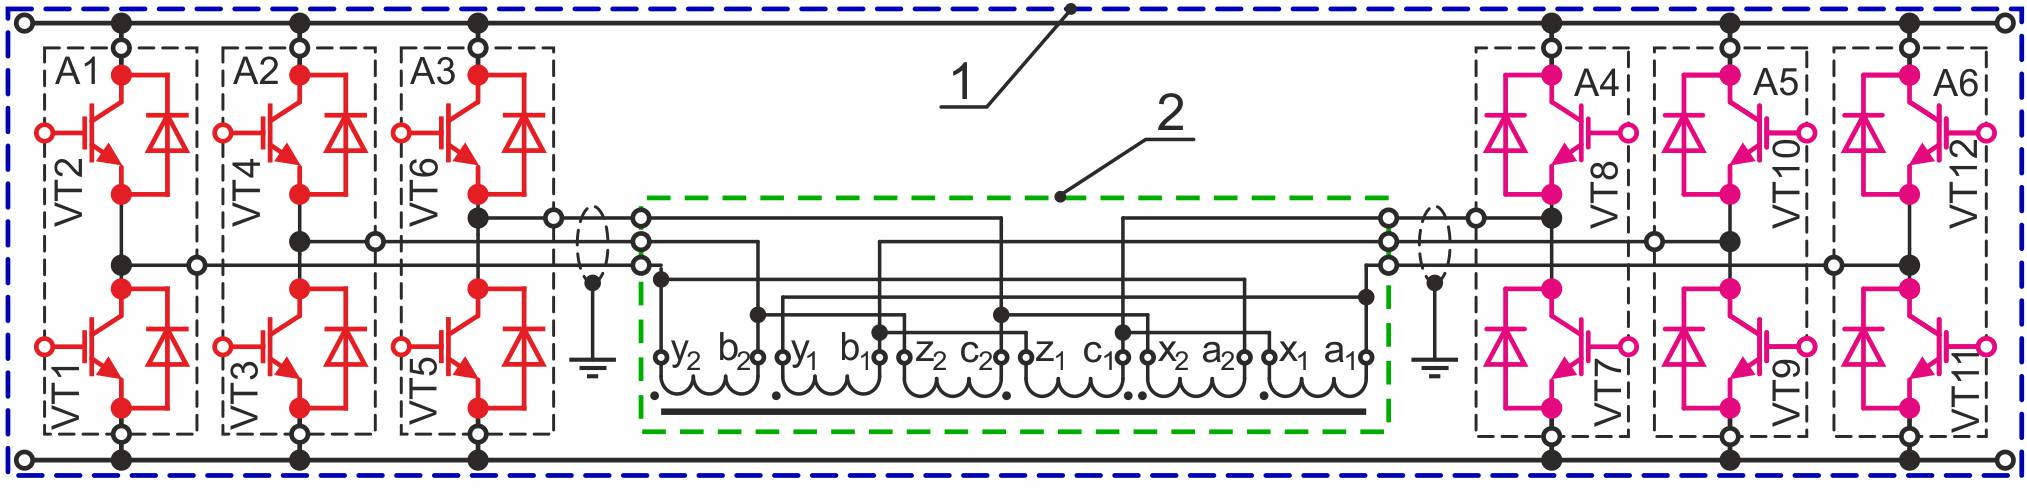 1
2
A1
A2
A3
A4
A5
A6
VT2
VT4
VT6
VT8
VT10
VT12
y2 b2 y1 b1 z2 c2 z1 c1 x2 a2 x1 a1
VT1
VT3
VT5
VT7
VT9
VT11